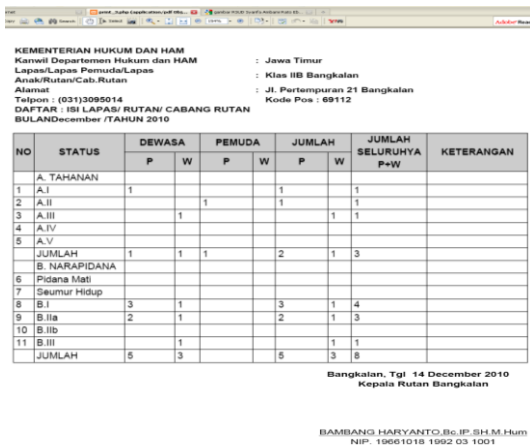 KEMENTERIAN HUKUM DAN HAM
Kanwil Departemen Hukum dan HAM : Jawa Timur
Lapas/Lapas Pemuda/Lapas
Anak/Rutan/Cab.Rutan : Klas IIB Bangkalan
Alamat : Jl. Pertempuran 21 Bangkalan
Telpon : (031)3095014 Kode Pos : 69112
DAFTAR : ISI LAPAS/ RUTAN/ CABANG RUTAN
BULANDecember /TAHUN 2010
NO STATUS DEWASA PEMUDA JUMLAH JUMLAH SELURUHYA P+W KETERANGAN
P W P W P W
A. TAHANAN
1 A.I 1 1 1
2 A.II 1 1 1
3 A.III 1 1 1
4 A.IV
5 A.V
JUMLAH 1 1 1 2 1 3
B. NARAPIDANA
6 Pidana Mati
7 Seumur Hidup
8 B.I 3 1 3 1 4
9 B.IIa 2 1 2 1 3
10 B.IIb
11 B.III 1 1 1
JUMLAH 5 3 5 3 8
Bangkalan, Tgl 14 December 2010
Kepala Rutan Bangkalan
BAMBANG HARYANTO,Bc.IP.SH.M.Hum
NIP. 19661018 1992 03 1001